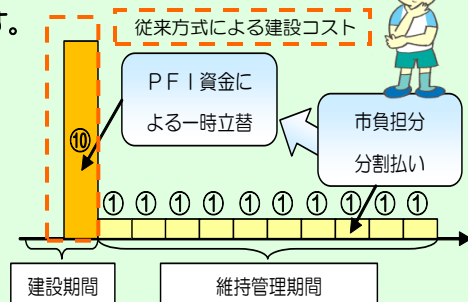 す。
従来方式による建設コスト
ＰＦＩ資金に
よる一時立替
市負担分
分割払い
⑩
① ① ① ① ① ① ① ① ① ①
建設期間
維持管理期間